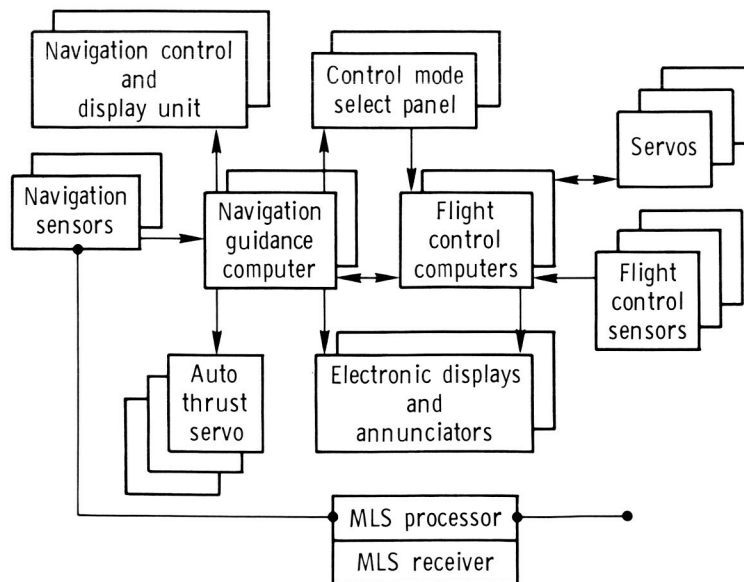 Navigation control
and
display unit
Control mode
select panel
Servos
Navigation
sensors
Navigation
guidance
computer
Flight
control
computers
Flight
control
sensors
Auto
thrust
servo
Electronic displays
and
annunciators
MLS processor
MLS receiver